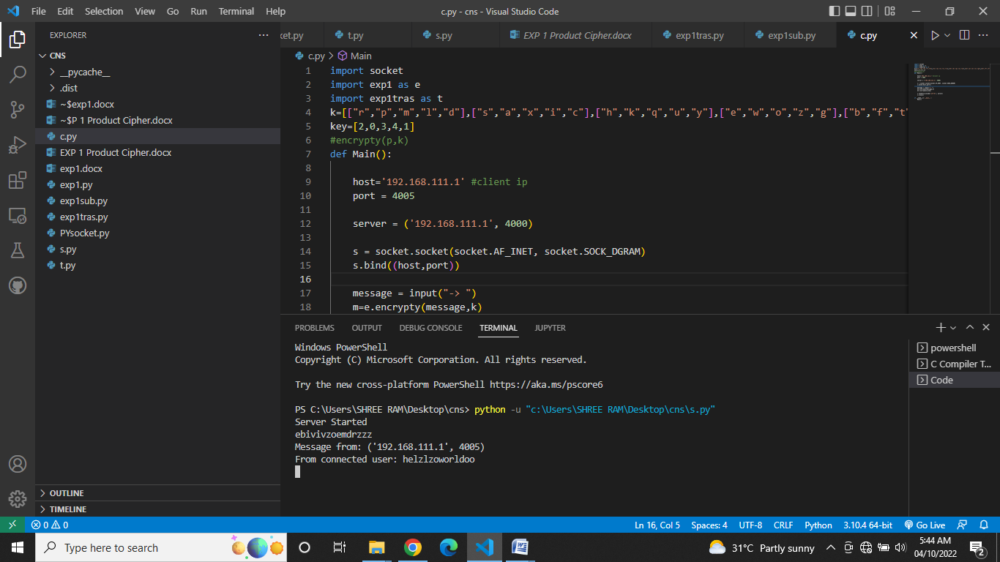 File Edit Selection View Go Run Terminal Help c.py - cns - Visual Studio Code
EXPLORER
CNS
__pycache__
.dist
~$exp1.docx
~$P 1 Product Cipher.docx
c.py
EXP 1 Product Cipher.docx
exp1.docx
exp1.py
exp1sub.py
exp1tras.py
PYsocket.py
s.py
t.py
OUTLINE
TIMELINE
ket.py t.py s.py EXP 1 Product Cipher.docx exp1tras.py exp1sub.py c.py
c.py > Main
1 import socket
2 import exp1 as e
3 import exp1tras as t
4 k=[["r","p","m","l","d"],["s","a","x","i","c"],["h","k","q","u","y"],["e","w","o","z","g"],["b","f","t"
5 key=[2,0,3,4,1]
6 #encrypty(p,k)
7 def Main():
8
9 host='192.168.111.1' #client ip
10 port = 4005
11
12 server = ('192.168.111.1', 4000)
13
14 s = socket.socket(socket.AF_INET, socket.SOCK_DGRAM)
15 s.bind((host,port))
16
17 message = input("-> ")
18 m=e.encrypty(message,k)
PROBLEMS OUTPUT DEBUG CONSOLE TERMINAL JUPYTER
Windows PowerShell
Copyright (C) Microsoft Corporation. All rights reserved.
Try the new cross-platform PowerShell https://aka.ms/pscore6
PS C:\Users\SHREE RAM\Desktop\cns> python -u "c:\Users\SHREE RAM\Desktop\cns\s.py"
Server Started
ebivivzoemdrzzz
Message from: ('192.168.111.1', 4005)
From connected user: helzlzoworldoo
powershell
C Compiler T...
Code
0 0 Ln 16, Col 5 Spaces: 4 UTF-8 CRLF Python 3.10.4 64-bit Go Live
Type here to search
31°C Partly sunny
5:44 AM
04/10/2022
2